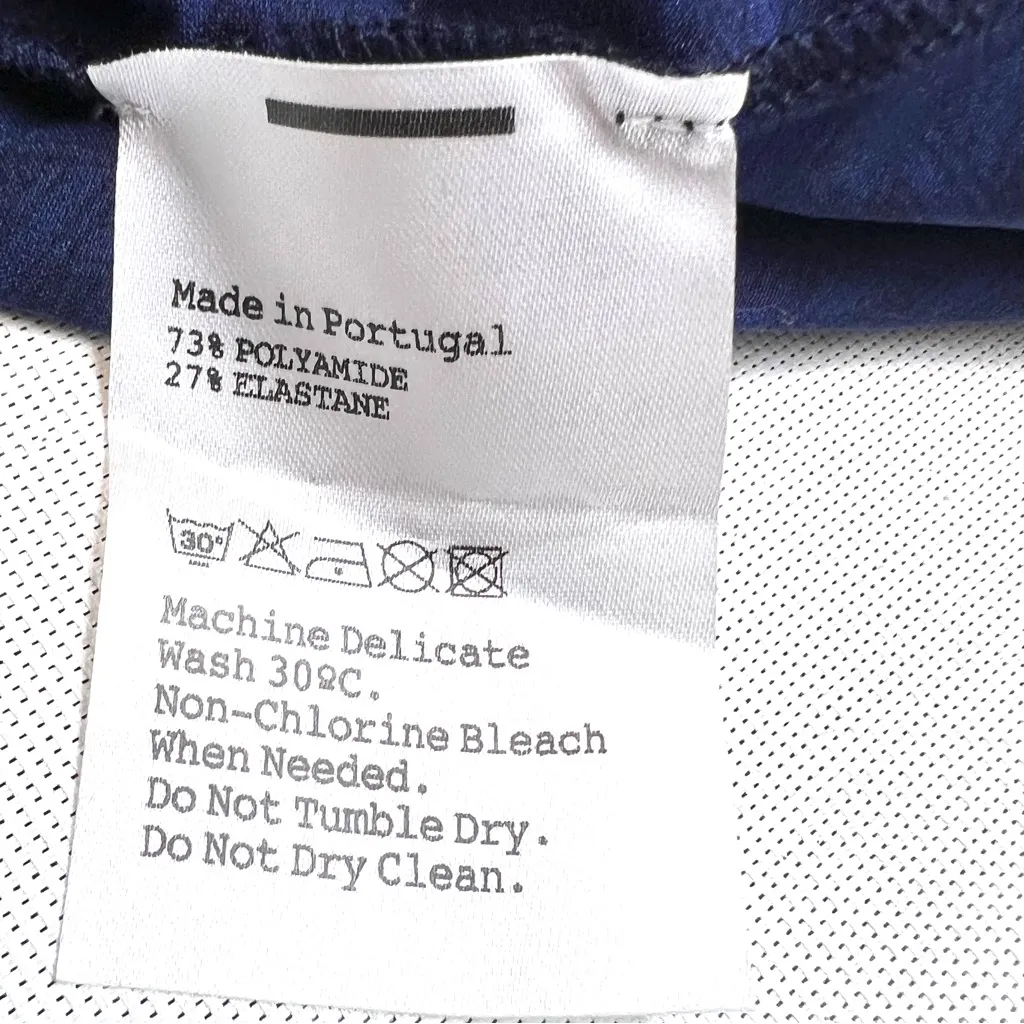 Made in Portugal
73% POLYAMIDE
27% ELASTANE
30°
Machine Delicate
Wash 30ºC.
Non-Chlorine Bleach
When Needed.
Do Not Tumble Dry.
Do Not Dry Clean.